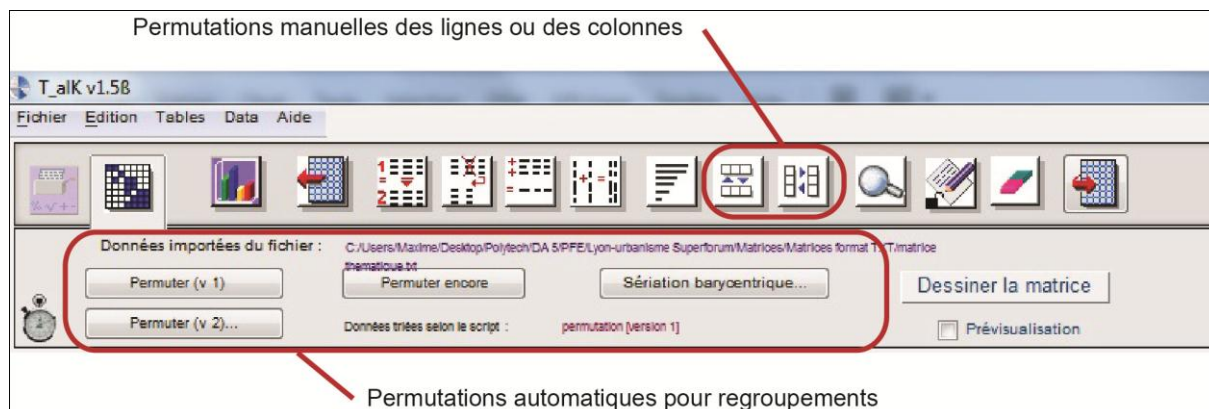 Permutations manuelles des lignes ou des colonnes
T_alK v1.5ß
Fichier Edition Tables Data Aide
Données importées du fichier : C:/Users/Maxime/Desktop/Polytech/DA 5/PFE/Lyon-urbanisme Superforum/Matrices/Matrices format TXT/matrice
thematique.txt
Permuter (v 1) Permuter encore Sériation barycentrique... Dessiner la matrice
Permuter (v 2)... Données triées selon le script : permutation [version 1] Prévisualisation
Permutations automatiques pour regroupements